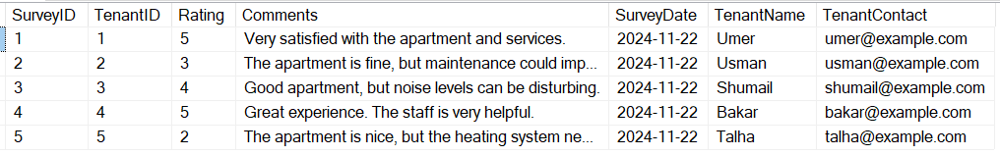 SurveyID TenantID Rating Comments SurveyDate TenantName TenantContact
1 1 5 Very satisfied with the apartment and services. 2024-11-22 Umer umer@example.com
2 2 3 The apartment is fine, but maintenance could imp... 2024-11-22 Usman usman@example.com
3 3 4 Good apartment, but noise levels can be disturbing. 2024-11-22 Shumail shumail@example.com
4 4 5 Great experience. The staff is very helpful. 2024-11-22 Bakar bakar@example.com
5 5 2 The apartment is nice, but the heating system ne... 2024-11-22 Talha talha@example.com